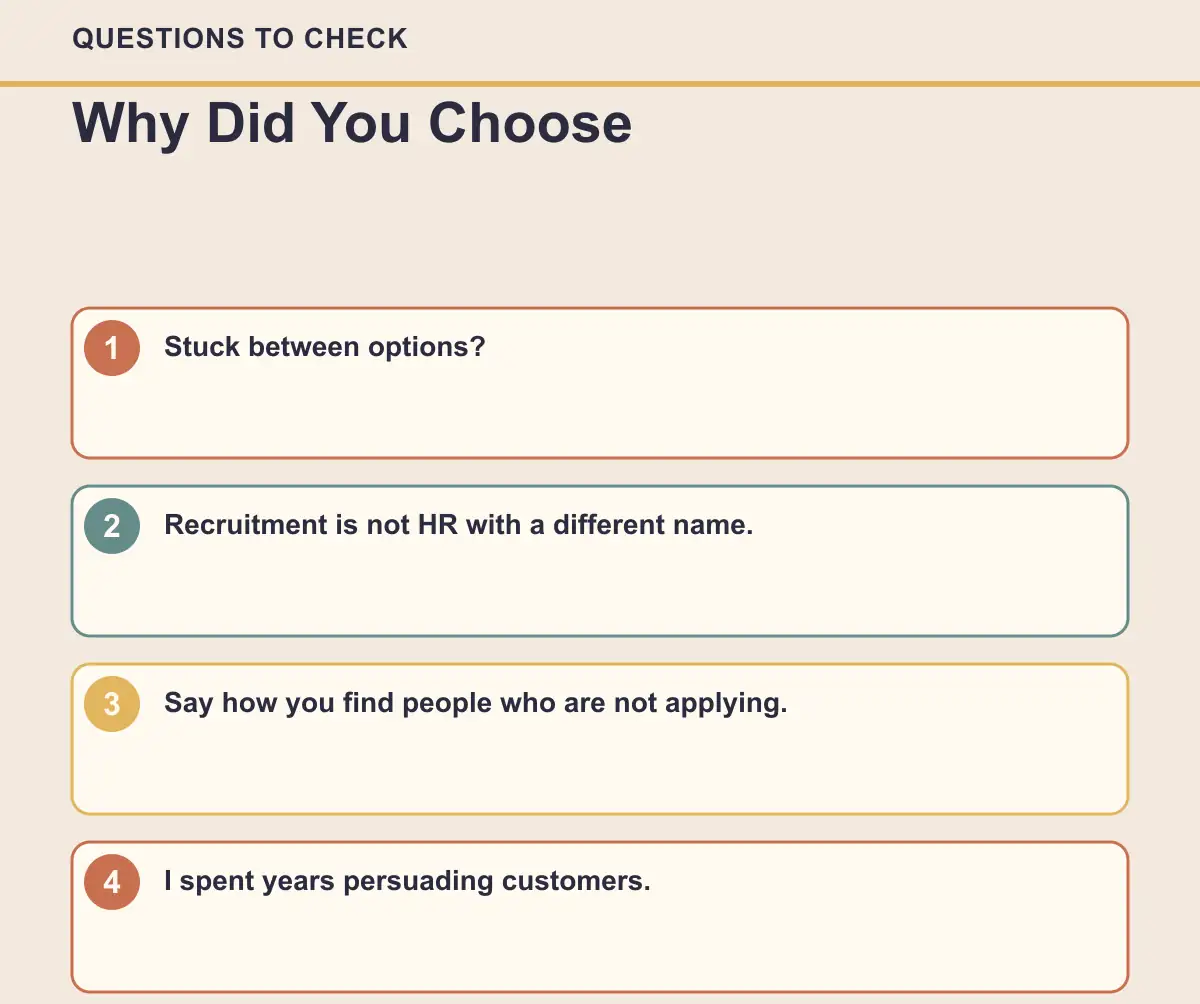 QUESTIONS TO CHECK
Why Did You Choose
1 Stuck between options?
2 Recruitment is not HR with a different name.
3 Say how you find people who are not applying.
4 I spent years persuading customers.